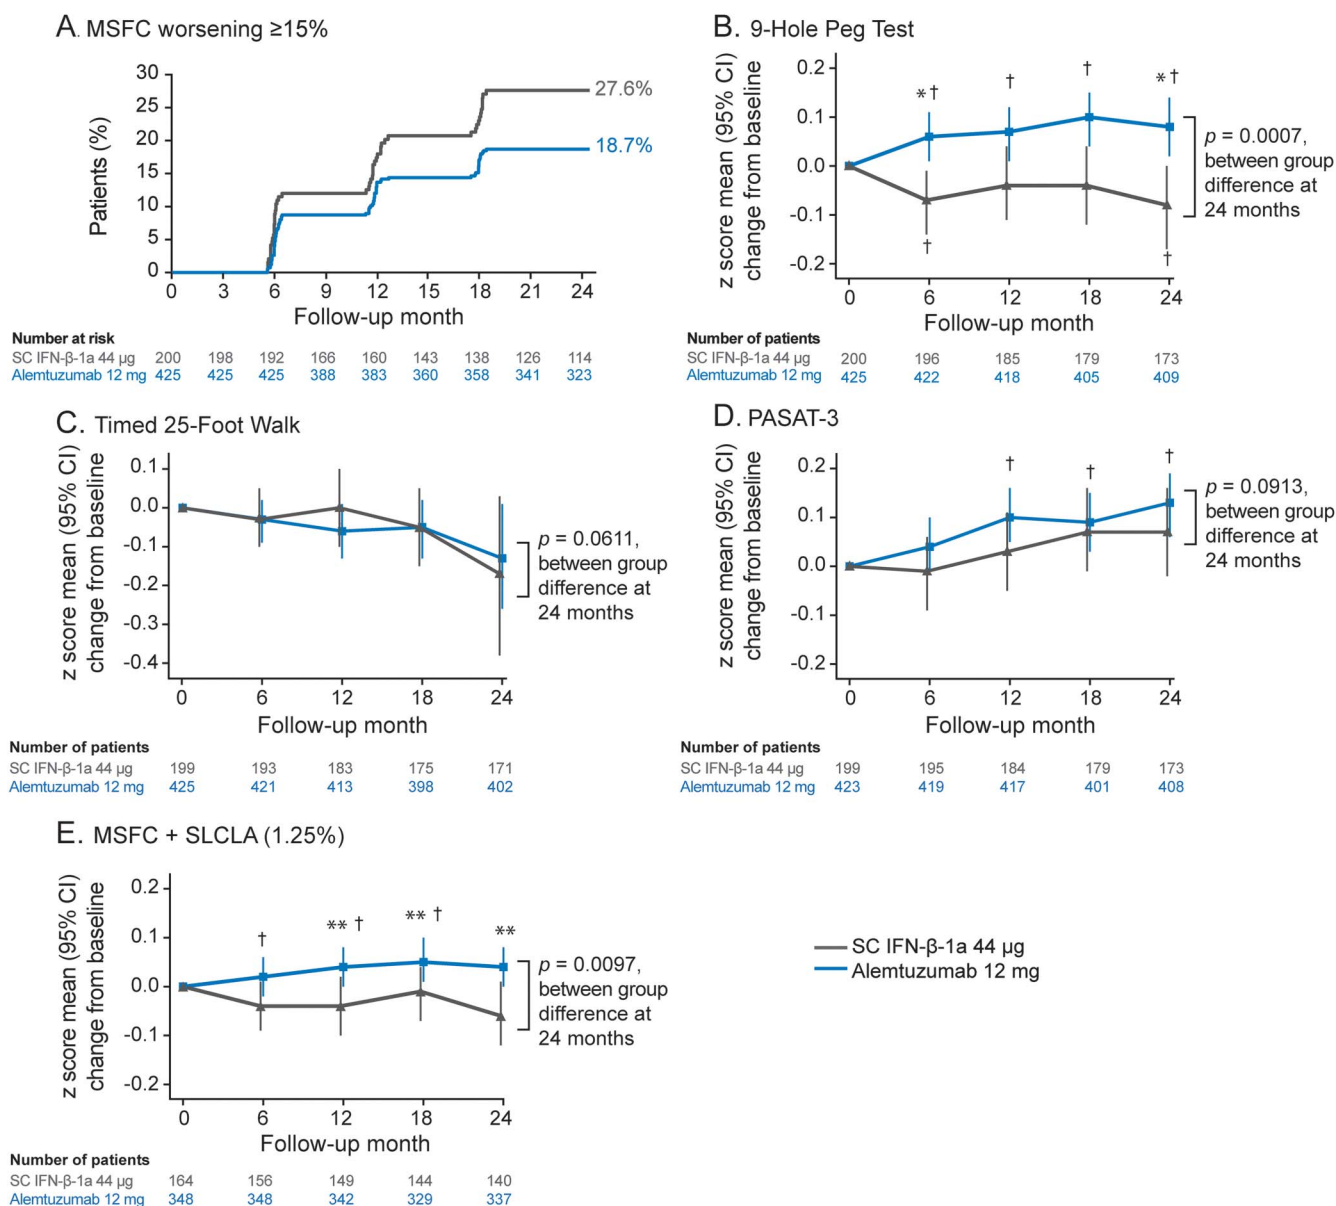 A. MSFC worsening ≥15%
Patients (%)
30
25
20
15
10
5
0
27.6%
18.7%
0 3 6 9 12 15 18 21 24
Follow-up month
Number at risk
SC IFN-β-1a 44 µg 200 198 192 166 160 143 138 126 114
Alemtuzumab 12 mg 425 425 425 388 383 360 358 341 323
B. 9-Hole Peg Test
z score mean (95% CI)
change from baseline
0.2
0.1
0.0
-0.1
-0.2
*† † † *†
† †
p = 0.0007,
between group
difference at
24 months
0 6 12 18 24
Follow-up month
Number of patients
SC IFN-β-1a 44 µg 200 196 185 179 173
Alemtuzumab 12 mg 425 422 418 405 409
C. Timed 25-Foot Walk
z score mean (95% CI)
change from baseline
0.1
0.0
-0.1
-0.2
-0.3
-0.4
p = 0.0611,
between group
difference at
24 months
0 6 12 18 24
Follow-up month
Number of patients
SC IFN-β-1a 44 µg 199 193 183 175 171
Alemtuzumab 12 mg 425 421 413 398 402
D. PASAT-3
z score mean (95% CI)
change from baseline
0.2
0.1
0.0
-0.1
-0.2
† † †
p = 0.0913,
between group
difference at
24 months
0 6 12 18 24
Follow-up month
Number of patients
SC IFN-β-1a 44 µg 199 195 184 179 173
Alemtuzumab 12 mg 423 419 417 401 408
E. MSFC + SLCLA (1.25%)
z score mean (95% CI)
change from baseline
0.2
0.1
0.0
-0.1
-0.2
† ** † ** † **
p = 0.0097,
between group
difference at
24 months
0 6 12 18 24
Follow-up month
Number of patients
SC IFN-β-1a 44 µg 164 156 149 144 140
Alemtuzumab 12 mg 348 348 342 329 337
SC IFN-β-1a 44 µg
Alemtuzumab 12 mg